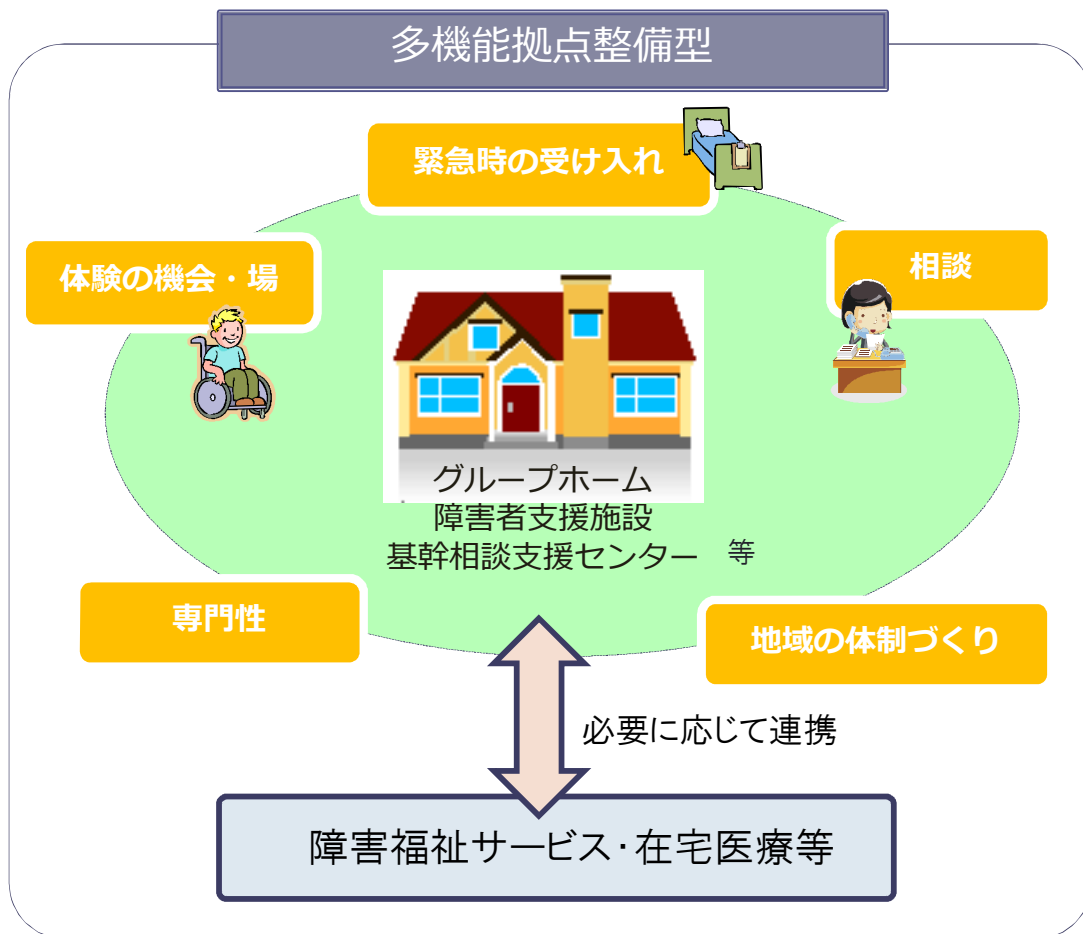 多機能拠点整備型
緊急時の受け入れ
体験の機会・場
相談
グループホーム
障害者支援施設
基幹相談支援センター 等
専門性
地域の体制づくり
必要に応じて連携
障害福祉サービス・在宅医療等